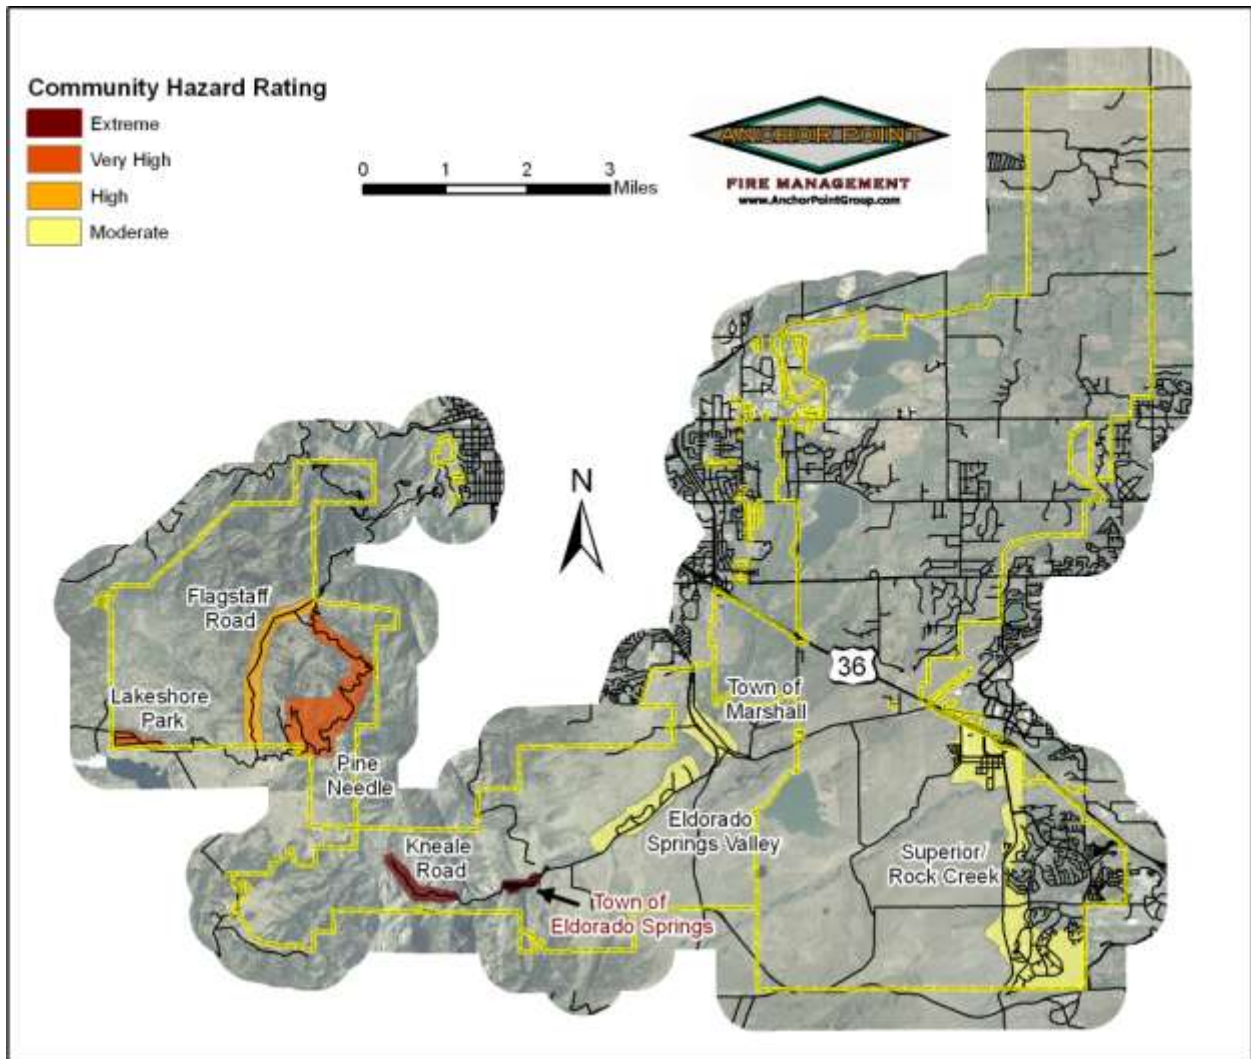 Community Hazard Rating
Extreme
Very High
High
Moderate
0 1 2 3
Miles
ANCHOR POINT
FIRE MANAGEMENT
www.AnchorPointGroup.com
N
Flagstaff
Road
Lakeshore
Park
Pine
Needle
36
Town of
Marshall
Kneale
Road
Eldorado
Springs Valley
Superior/
Rock Creek
Town of
Eldorado Springs